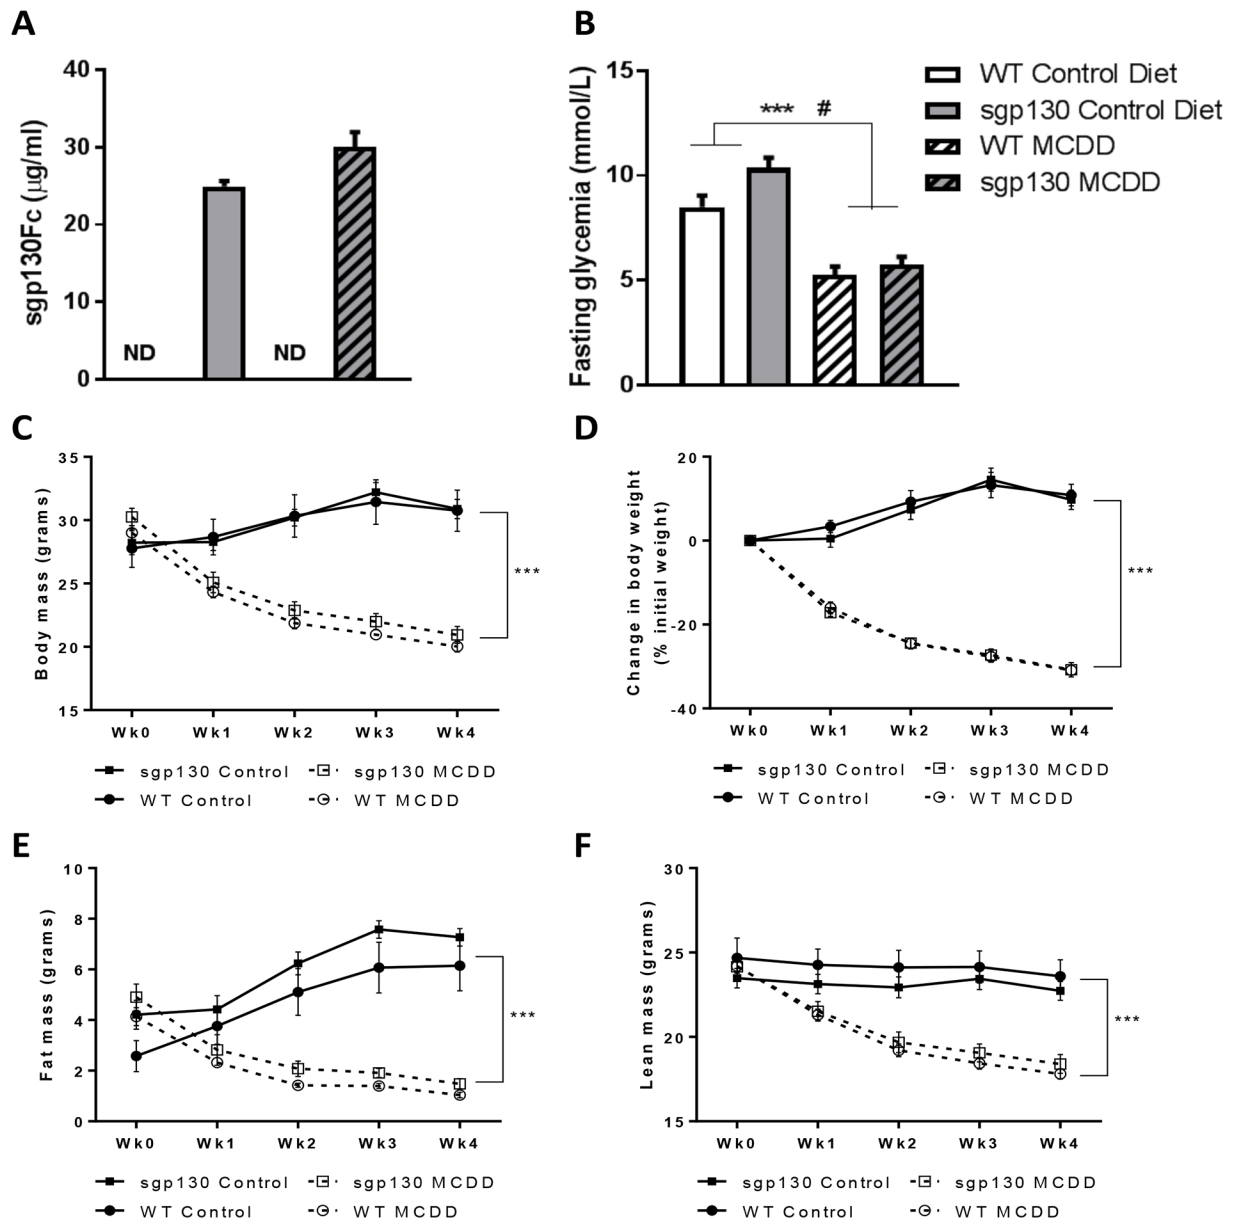 A
sgp130Fc (µg/ml)
40
30
20
10
0
ND
ND
B
Fasting glycemia (mmol/L)
15
10
5
0
*** #
WT Control Diet
sgp130 Control Diet
WT MCDD
sgp130 MCDD
C
Body mass (grams)
35
30
25
20
15
***
Wk0 Wk1 Wk2 Wk3 Wk4
sgp130 Control sgp130 MCDD
WT Control WT MCDD
D
Change in body weight
(% initial weight)
20
0
-20
-40
***
Wk0 Wk1 Wk2 Wk3 Wk4
sgp130 Control sgp130 MCDD
WT Control WT MCDD
E
Fat mass (grams)
10
8
6
4
2
0
***
Wk0 Wk1 Wk2 Wk3 Wk4
sgp130 Control sgp130 MCDD
WT Control WT MCDD
F
Lean mass (grams)
30
25
20
15
***
Wk0 Wk1 Wk2 Wk3 Wk4
sgp130 Control sgp130 MCDD
WT Control WT MCDD